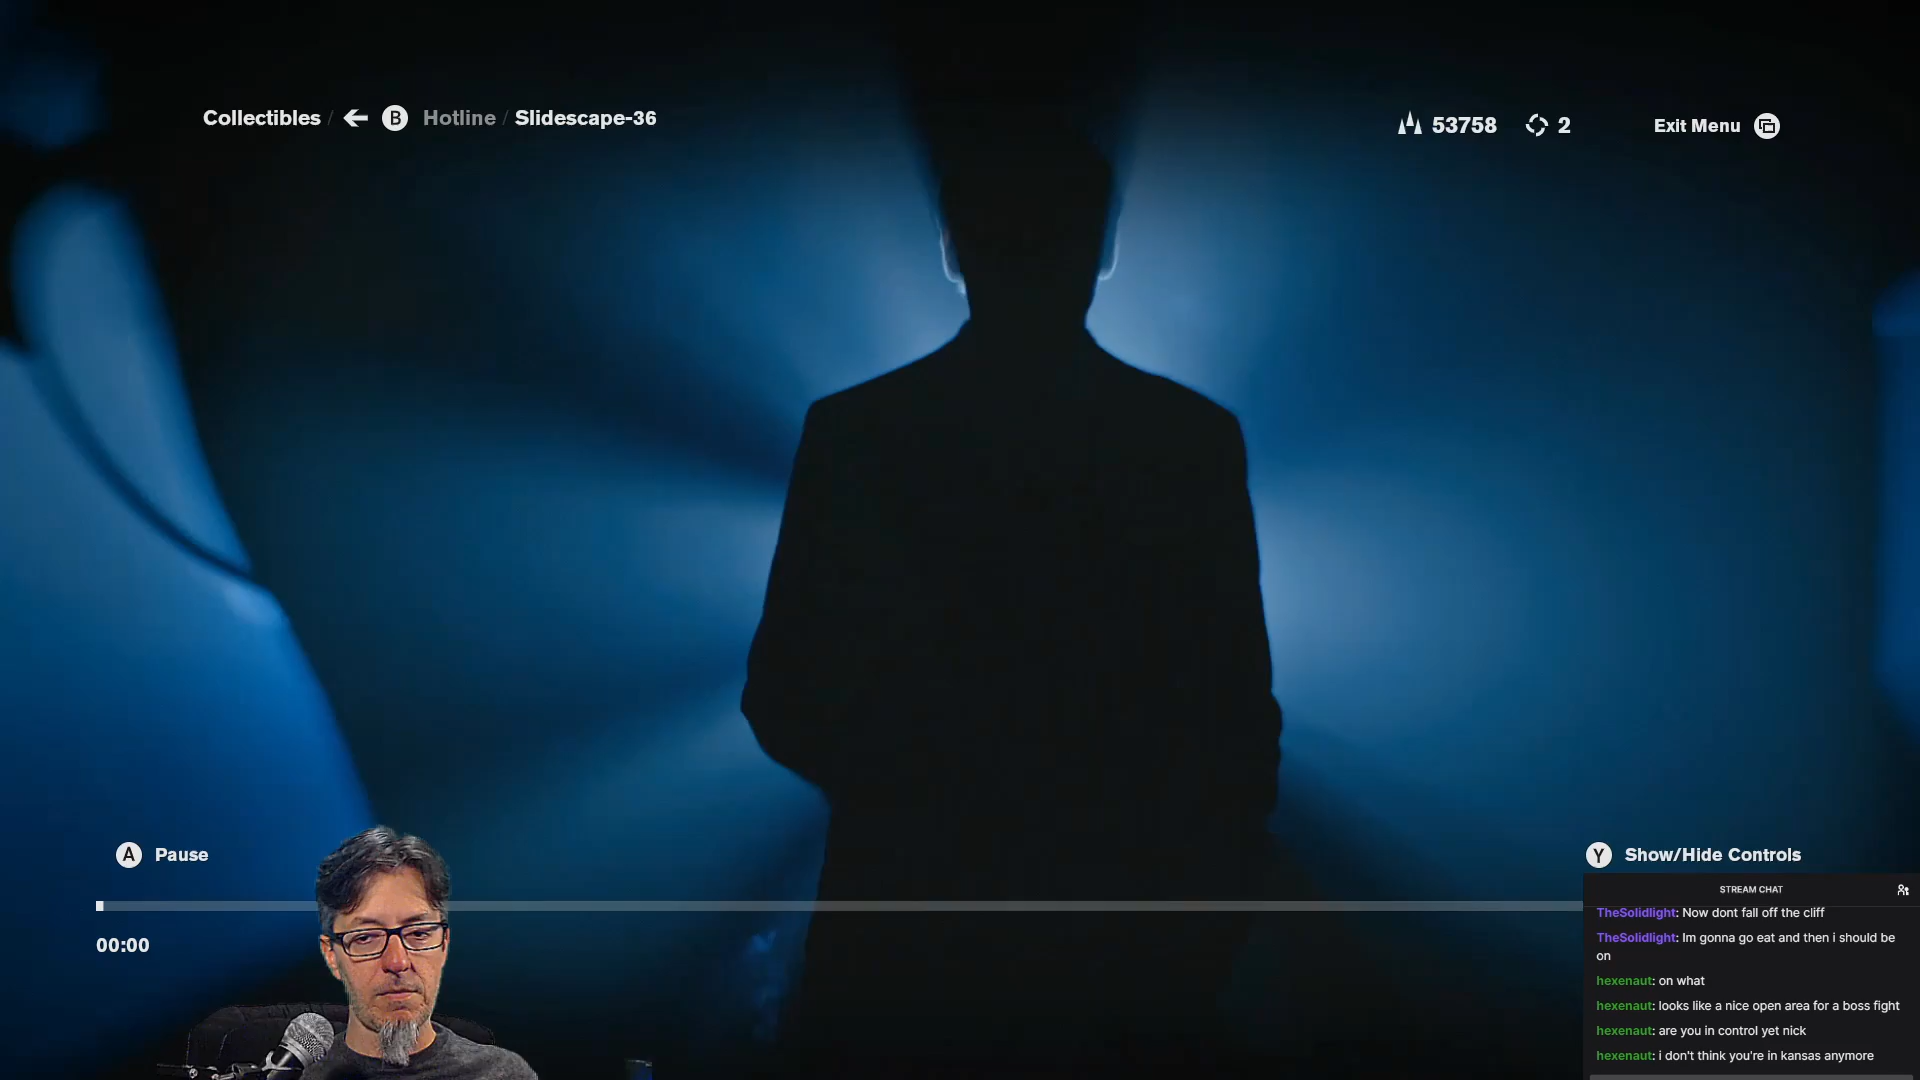 Collectibles / B Hotline / Slidescape-36
53758 2 Exit Menu
A Pause
Y Show/Hide Controls
00:00
STREAM CHAT
TheSolidlight: Now dont fall off the cliff
TheSolidlight: Im gonna go eat and then i should be
on
hexenaut: on what
hexenaut: looks like a nice open area for a boss fight
hexenaut: are you in control yet nick
hexenaut: i don't think you're in kansas anymore